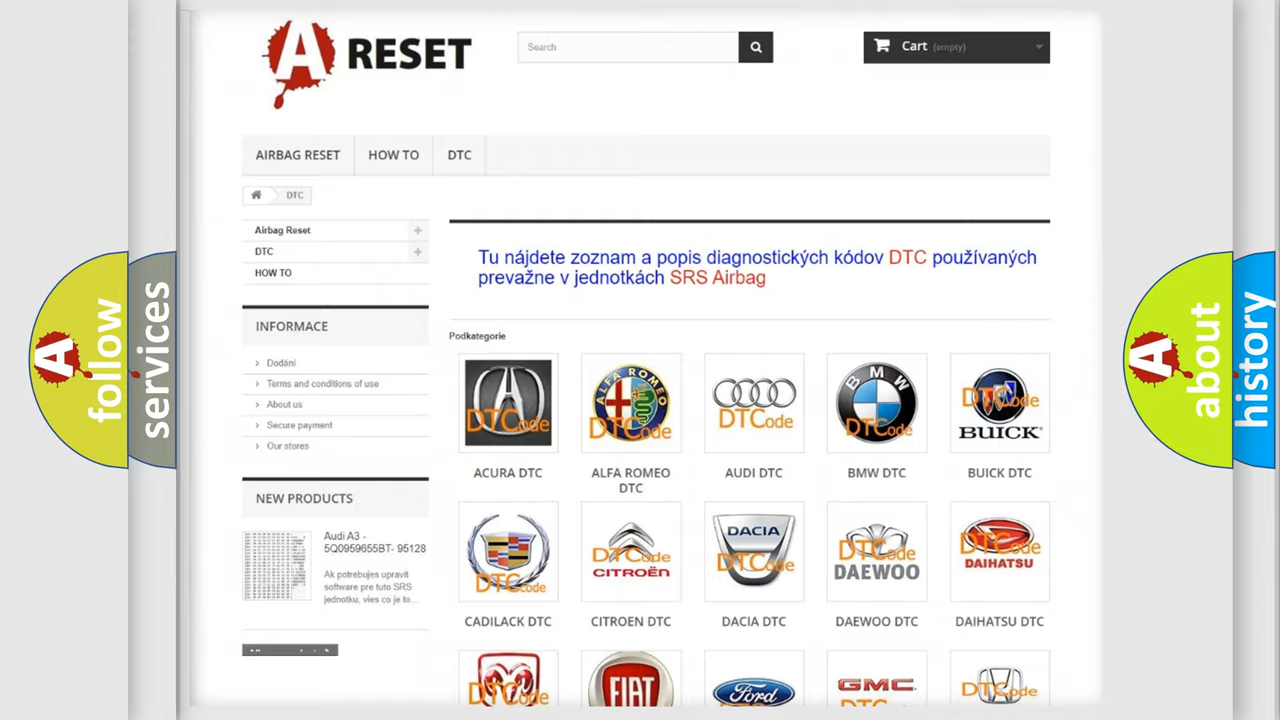 A RESET
Search
Cart (empty)
AIRBAG RESET
HOW TO
DTC
DTC
Airbag Reset
DTC
HOW TO
INFORMACE
Dodání
Terms and conditions of use
About us
Secure payment
Our stores
NEW PRODUCTS
Audi A3 -
5Q0959655BT- 95128
Ak potrebujes upravit
software pre tuto SRS
jednotku, vies co je to...
Tu nájdete zoznam a popis diagnostických kódov DTC používaných
prevažne v jednotkách SRS Airbag
Podkategorie
DTCode
ALFA ROMEO
DTCode
DTCode
BMW
DTCode
DTCode
BUICK
ACURA DTC
ALFA ROMEO
DTC
AUDI DTC
BMW DTC
BUICK DTC
DTCode
DTCode
CITROËN
DACIA
DTCode
DTCode
DAEWOO
DTCode
DAIHATSU
CADILACK DTC
CITROEN DTC
DACIA DTC
DAEWOO DTC
DAIHATSU DTC
DTCode
FIAT
Ford
GMC
DTCode
A follow
services
A about
history